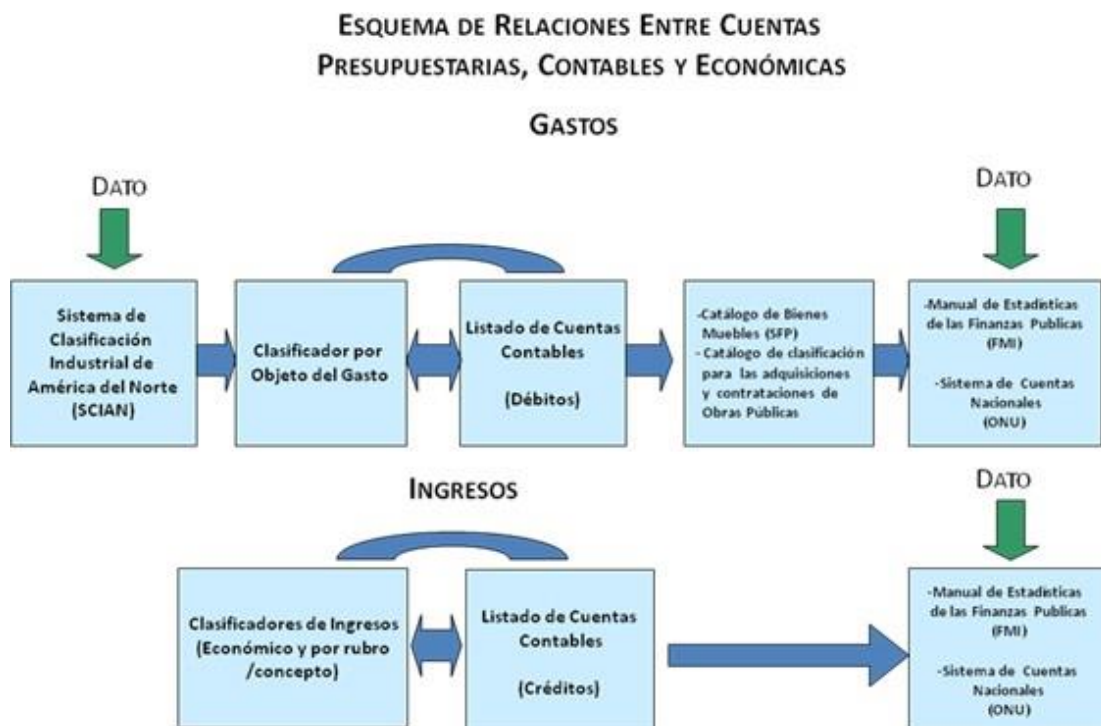 ESQUEMA DE RELACIONES ENTRE CUENTAS
PRESUPUESTARIAS, CONTABLES Y ECONÓMICAS
GASTOS
DATO
DATO
Sistema de
Clasificación
Industrial de
América del Norte
(SCIAN)
Clasificador por
Objeto del Gasto
Listado de Cuentas
Contables
(Débitos)
-Catálogo de Bienes
Muebles (SFP)
- Catálogo de clasificación
para las adquisiciones
y contrataciones de
Obras Públicas
-Manual de Estadísticas
de las Finanzas Publicas
(FMI)
-Sistema de Cuentas
Nacionales
(ONU)
INGRESOS
DATO
Clasificadores de Ingresos
(Económico y por rubro
/concepto)
Listado de Cuentas
Contables
(Créditos)
-Manual de Estadísticas
de las Finanzas Publicas
(FMI)
-Sistema de Cuentas
Nacionales
(ONU)